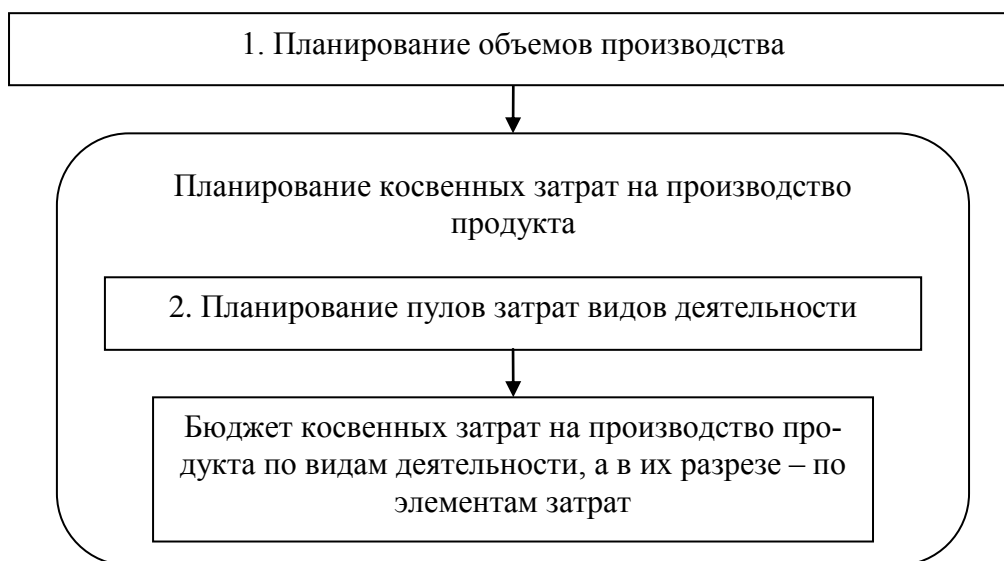 1. Планирование объемов производства
Планирование косвенных затрат на производство
продукта
2. Планирование пулов затрат видов деятельности
Бюджет косвенных затрат на производство про-
дукта по видам деятельности, а в их разрезе – по
элементам затрат